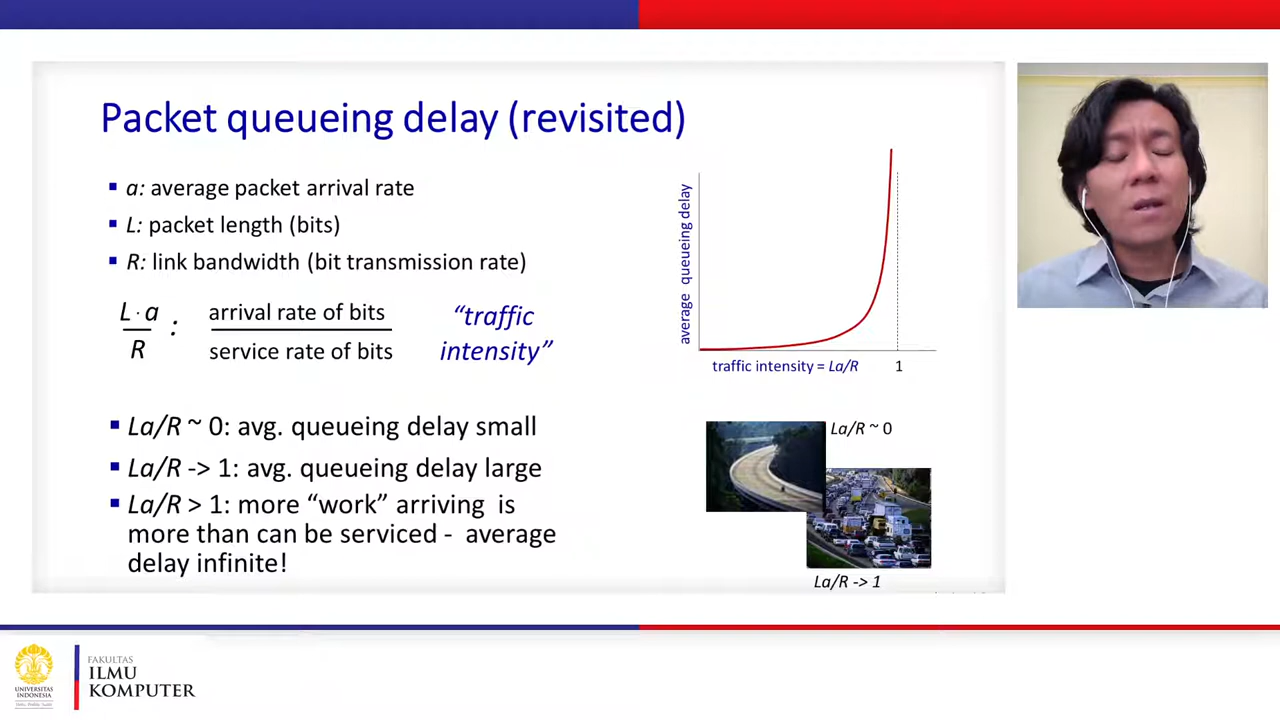 Packet queueing delay (revisited)
▪ a: average packet arrival rate
▪ L: packet length (bits)
▪ R: link bandwidth (bit transmission rate)
L · a
R
:
arrival rate of bits
service rate of bits
“traffic
intensity”
▪ La/R ~ 0: avg. queueing delay small
▪ La/R -> 1: avg. queueing delay large
▪ La/R > 1: more “work” arriving is
more than can be serviced - average
delay infinite!
average queueing delay
traffic intensity = La/R
1
La/R ~ 0
La/R -> 1
UNIVERSITAS
INDONESIA
FAKULTAS
ILMU
KOMPUTER